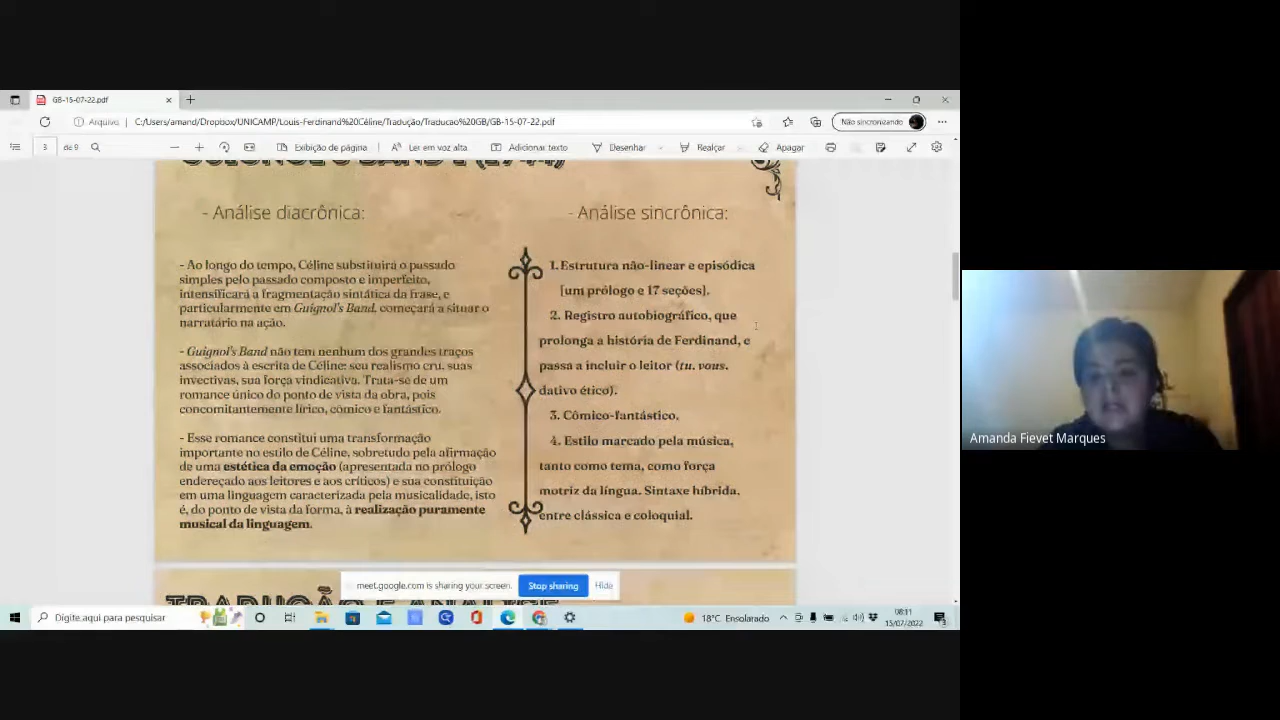 GB-15-07-22.pdf
Arquivo
C:/Users/amand/Dropbox/UNICAMP/Louis-Ferdinand%20Céline/Tradução/Traducao%20GB/GB-15-07-22.pdf
Não sincronizando
3 de 9
Exibição de página
Ler em voz alta
Adicionar texto
Desenhar
Realçar
Apagar
- Análise diacrônica:
- Ao longo do tempo, Céline substituirá o passado
simples pelo passado composto e imperfeito,
intensificará a fragmentação sintática da frase, e
particularmente em Guignol's Band, começará a situar o
narratário na ação.
- Guignol's Band não tem nenhum dos grandes traços
associados à escrita de Céline: seu realismo cru, suas
invectivas, sua força vindicativa. Trata-se de um
romance único do ponto de vista da obra, pois
concomitantemente lírico, cômico e fantástico.
- Esse romance constitui uma transformação
importante no estilo de Céline, sobretudo pela afirmação
de uma estética da emoção (apresentada no prólogo
endereçado aos leitores e aos críticos) e sua constituição
em uma linguagem caracterizada pela musicalidade, isto
é, do ponto de vista da forma, à realização puramente
musical da linguagem.
- Análise sincrônica:
1. Estrutura não-linear e episódica
[um prólogo e 17 seções].
2. Registro autobiográfico, que
prolonga a história de Ferdinand, e
passa a incluir o leitor (tu, vous,
dativo ético).
3. Cômico-fantástico.
4. Estilo marcado pela música,
tanto como tema, como força
motriz da língua. Sintaxe híbrida,
entre clássica e coloquial.
TRADUÇÃO E ANÁLISE
meet.google.com is sharing your screen.
Stop sharing
Hide
Digite aqui para pesquisar
18°C Ensolarado
08:11
15/07/2022
Amanda Fievet Marques